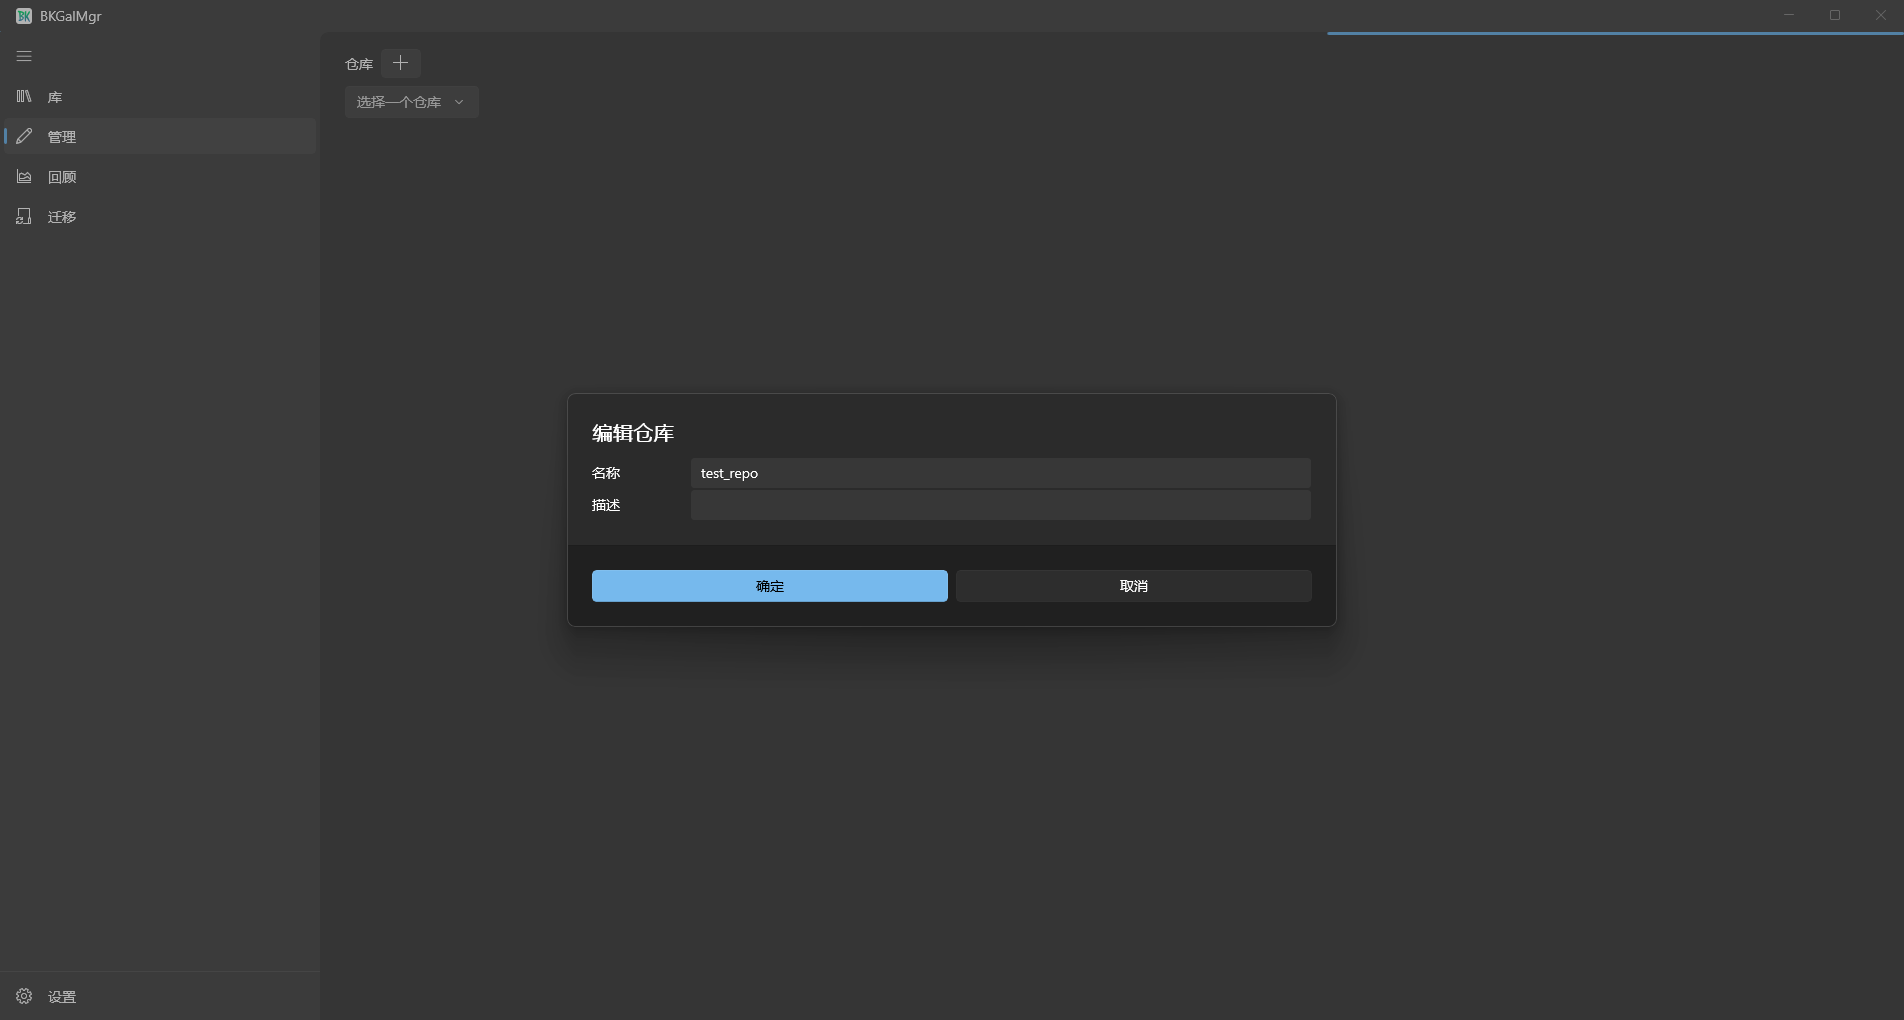 BKGalMgr
库
管理
回顾
迁移
设置
仓库
选择一个仓库
编辑仓库
名称 test_repo
描述
确定 取消